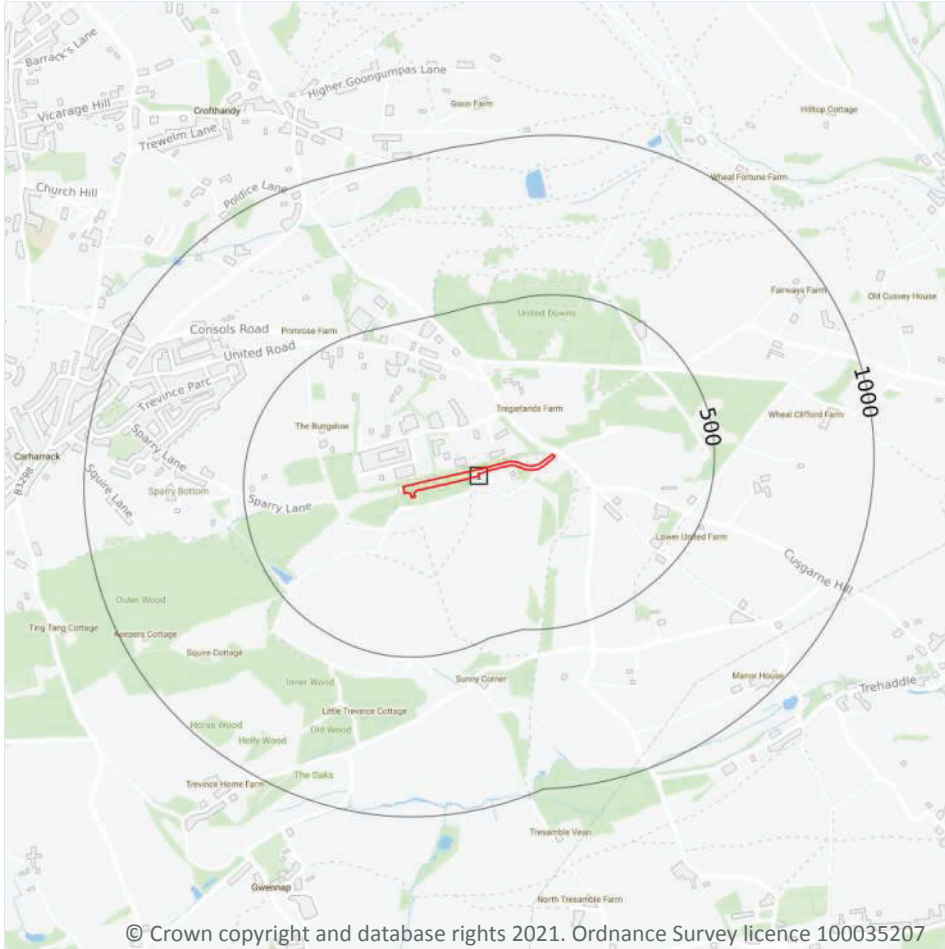 Barrack's Lane
Higher Goongumpas Lane
Vicarage Hill
Goon Farm
Crofthandy
Hilltop Cottage
Trewelm Lane
Church Hill
Poldice Lane
Wheal Fortune Farm
Fairways Farm
Old Cussey House
United Downs
Consols Road
Primrose Farm
United Road
Trevince Parc
1000
500
Tregarlands Farm
Wheal Clifford Farm
The Bungalow
Sparry Lane
Carharrack
B3298
Squire Lane
Sparry Bottom
1
Sparry Lane
Lower United Farm
Cusgarne Hill
Outer Wood
Ting Tang Cottage
Keepers Cottage
Squire Cottage
Inner Wood
Sunny Corner
Manor House
Trehaddle
Little Trevince Cottage
Horse Wood
Old Wood
Holly Wood
The Oaks
Trevince Home Farm
Tresamble Vean
Gwennap
North Tresamble Farm
© Crown copyright and database rights 2021. Ordnance Survey licence 100035207